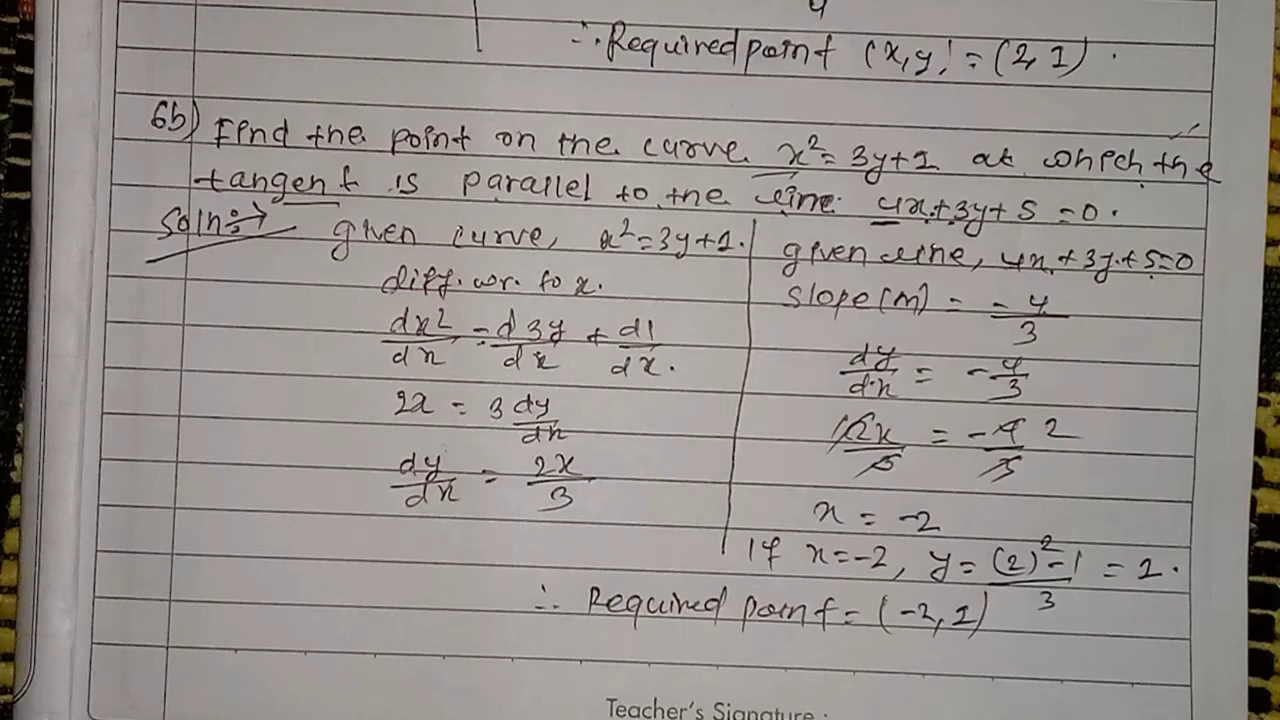 4
∴ Required point (x,y) = (2,1) .
6b) Find the point on the curve x² = 3y+1 at which the
tangent is parallel to the line 4x+3y+5=0.
Soln:→ given curve, x²=3y+1.
diff. w.r. to x.
dx²/dx = d3y/dx + d1/dx.
2x = 3 dy/dx
dy/dx = 2x/3
given line, 4x+3y+5=0
slope(m) = -4/3
dy/dx = -4/3
2x/3 = -4/3 2
x = -2
If x=-2, y= (2)²-1/3 = 1.
∴ Required point = (-2,1)
Teacher's Signature :